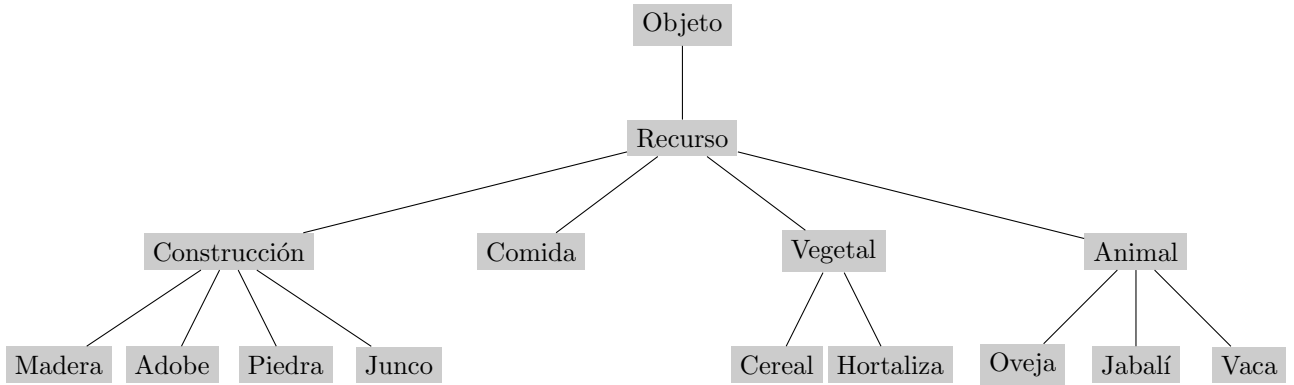 Objeto
Recurso
Construcción Comida Vegetal Animal
Madera Adobe Piedra Junco Cereal Hortaliza Oveja Jabalí Vaca